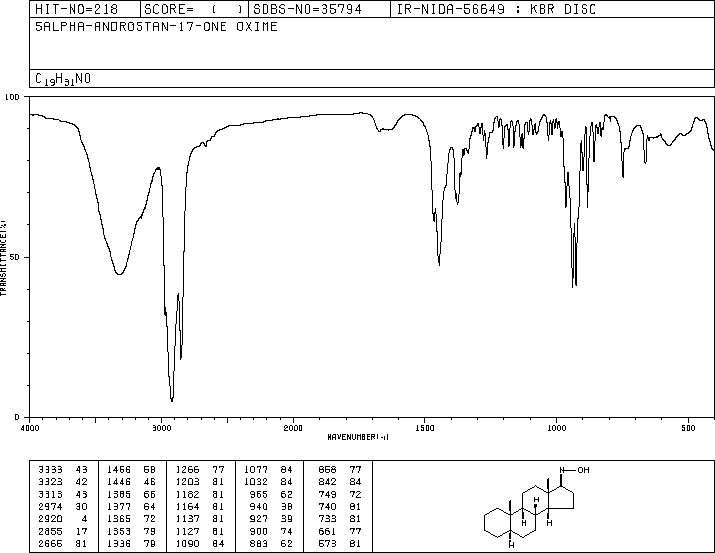 HIT-NO=218 SCORE= ( ) SDBS-NO=35794 IR-NIDA-56649 : KBR DISC
5ALPHA-ANDROSTAN-17-ONE OXIME
C19H31NO
100
50
0
TRANSMITTANCE(%)
4000 3000 2000 1500 1000 500
WAVENUMBER(-1)
3333 43 1466 58 1266 77 1077 84 858 77
3323 42 1446 46 1203 81 1032 84 842 84
3313 43 1385 66 1182 81 965 62 749 72
2974 30 1377 64 1164 81 940 38 740 81
2920 4 1365 72 1137 81 927 39 733 81
2855 17 1353 79 1127 81 900 74 661 77
2666 81 1336 79 1090 84 883 62 573 81
N OH
H
H H
H